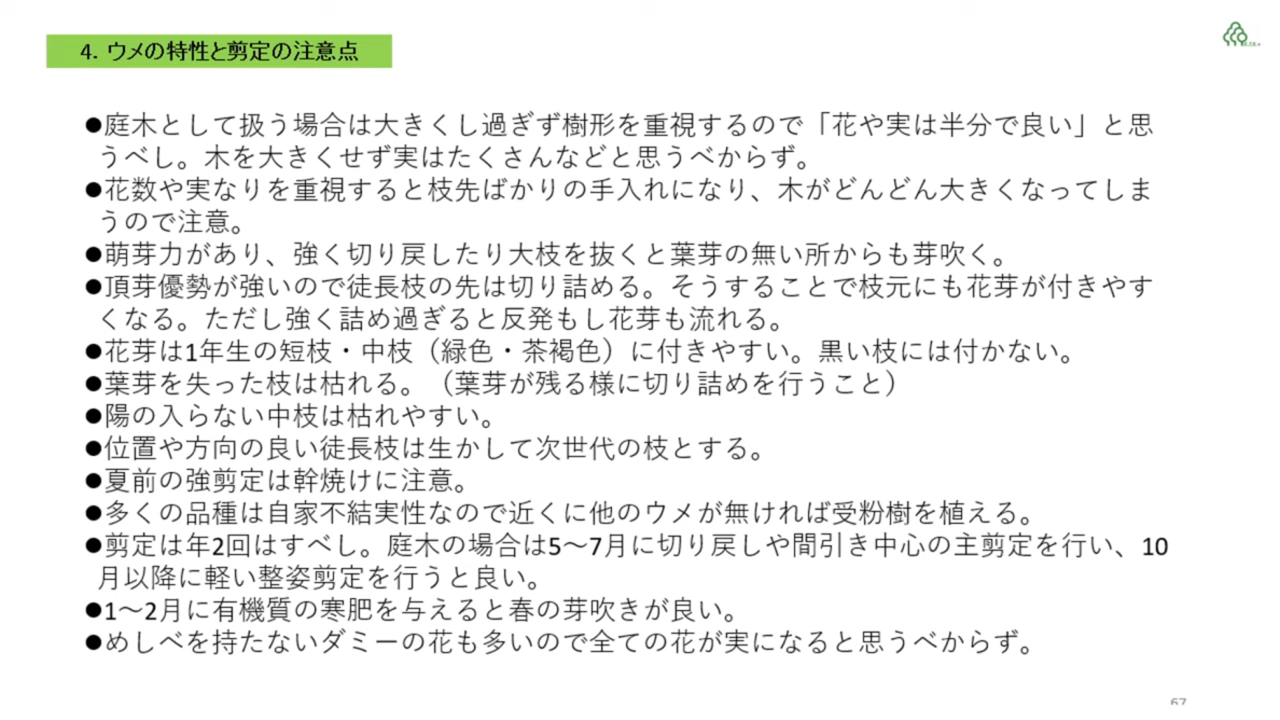 4. ウメの特性と剪定の注意点
●庭木として扱う場合は大きくし過ぎず樹形を重視するので「花や実は半分で良い」と思
うべし。木を大きくせず実はたくさんなどと思うべからず。
●花数や実なりを重視すると枝先ばかりの手入れになり、木がどんどん大きくなってしま
うので注意。
●萌芽力があり、強く切り戻したり大枝を抜くと葉芽の無い所からも芽吹く。
●頂芽優勢が強いので徒長枝の先は切り詰める。そうすることで枝元にも花芽が付きやす
くなる。ただし強く詰め過ぎると反発もし花芽も流れる。
●花芽は1年生の短枝・中枝（緑色・茶褐色）に付きやすい。黒い枝には付かない。
●葉芽を失った枝は枯れる。（葉芽が残る様に切り詰めを行うこと）
●陽の入らない中枝は枯れやすい。
●位置や方向の良い徒長枝は生かして次世代の枝とする。
●夏前の強剪定は幹焼けに注意。
●多くの品種は自家不結実性なので近くに他のウメが無ければ受粉樹を植える。
●剪定は年2回はすべし。庭木の場合は5～7月に切り戻しや間引き中心の主剪定を行い、10
月以降に軽い整姿剪定を行うと良い。
●1～2月に有機質の寒肥を与えると春の芽吹きが良い。
●めしべを持たないダミーの花も多いので全ての花が実になると思うべからず。
67